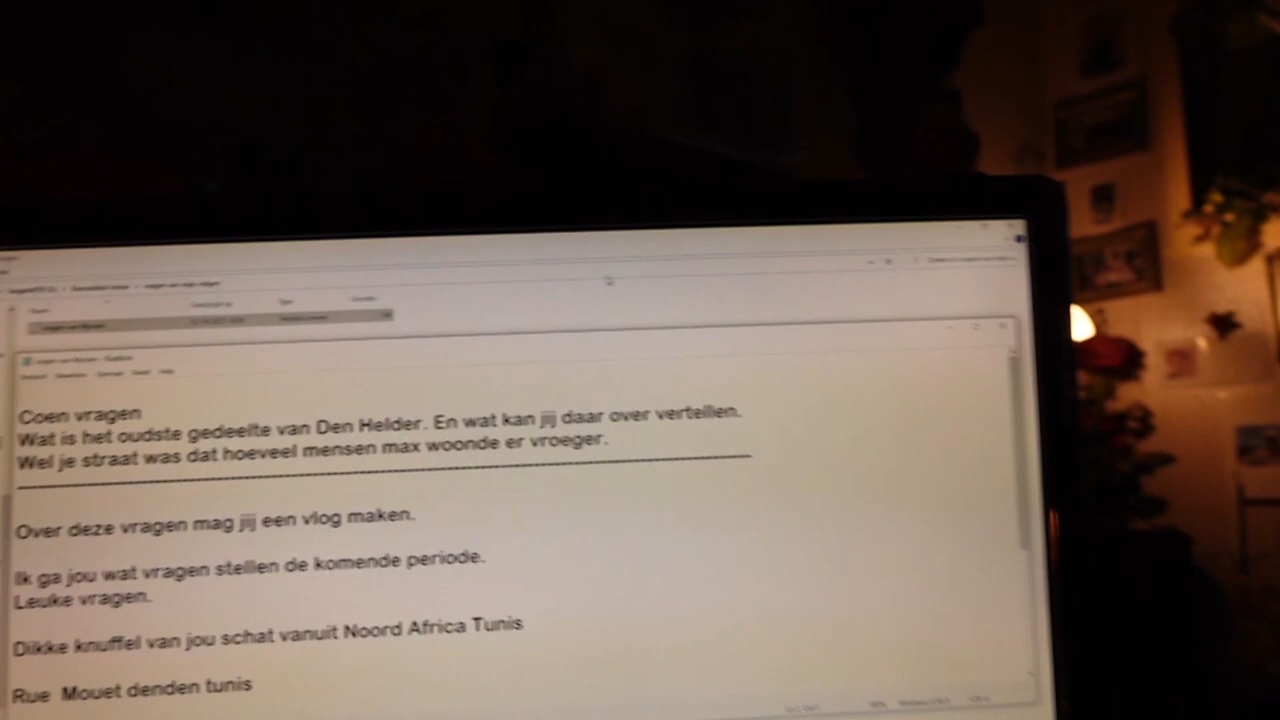 Coen vragen
Wat is het oudste gedeelte van Den Helder. En wat kan jij daar over vertellen.
Wel je straat was dat hoeveel mensen max woonde er vroeger.
Over deze vragen mag jij een vlog maken.
Ik ga jou wat vragen stellen de komende periode.
Leuke vragen.
Dikke knuffel van jou schat vanuit Noord Africa Tunis
Rue Mouet denden tunis